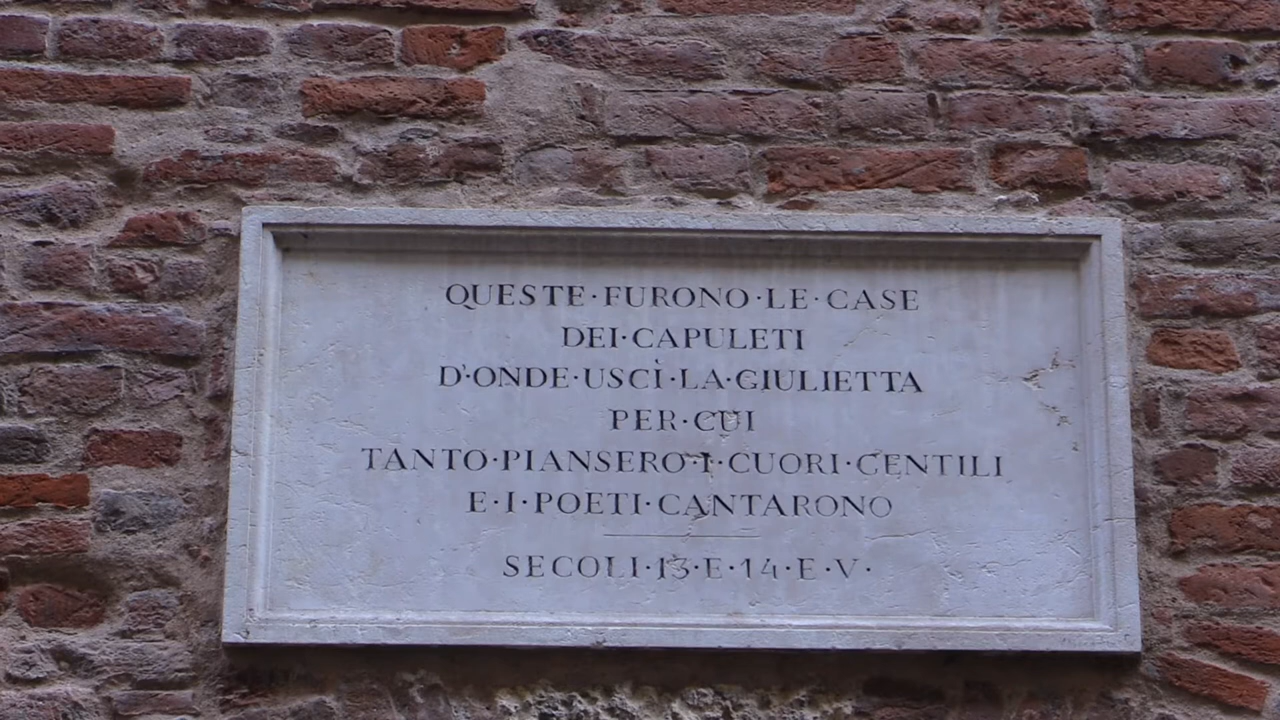 QUESTE·FURONO·LE·CASE
DEI·CAPULETI
D'·ONDE·USCÌ·LA·GIULIETTA
PER·CUI
TANTO·PIANSERO·I·CUORI·GENTILI
E·I·POETI·CANTARONO
SECOLI·13·E·14·E·V·